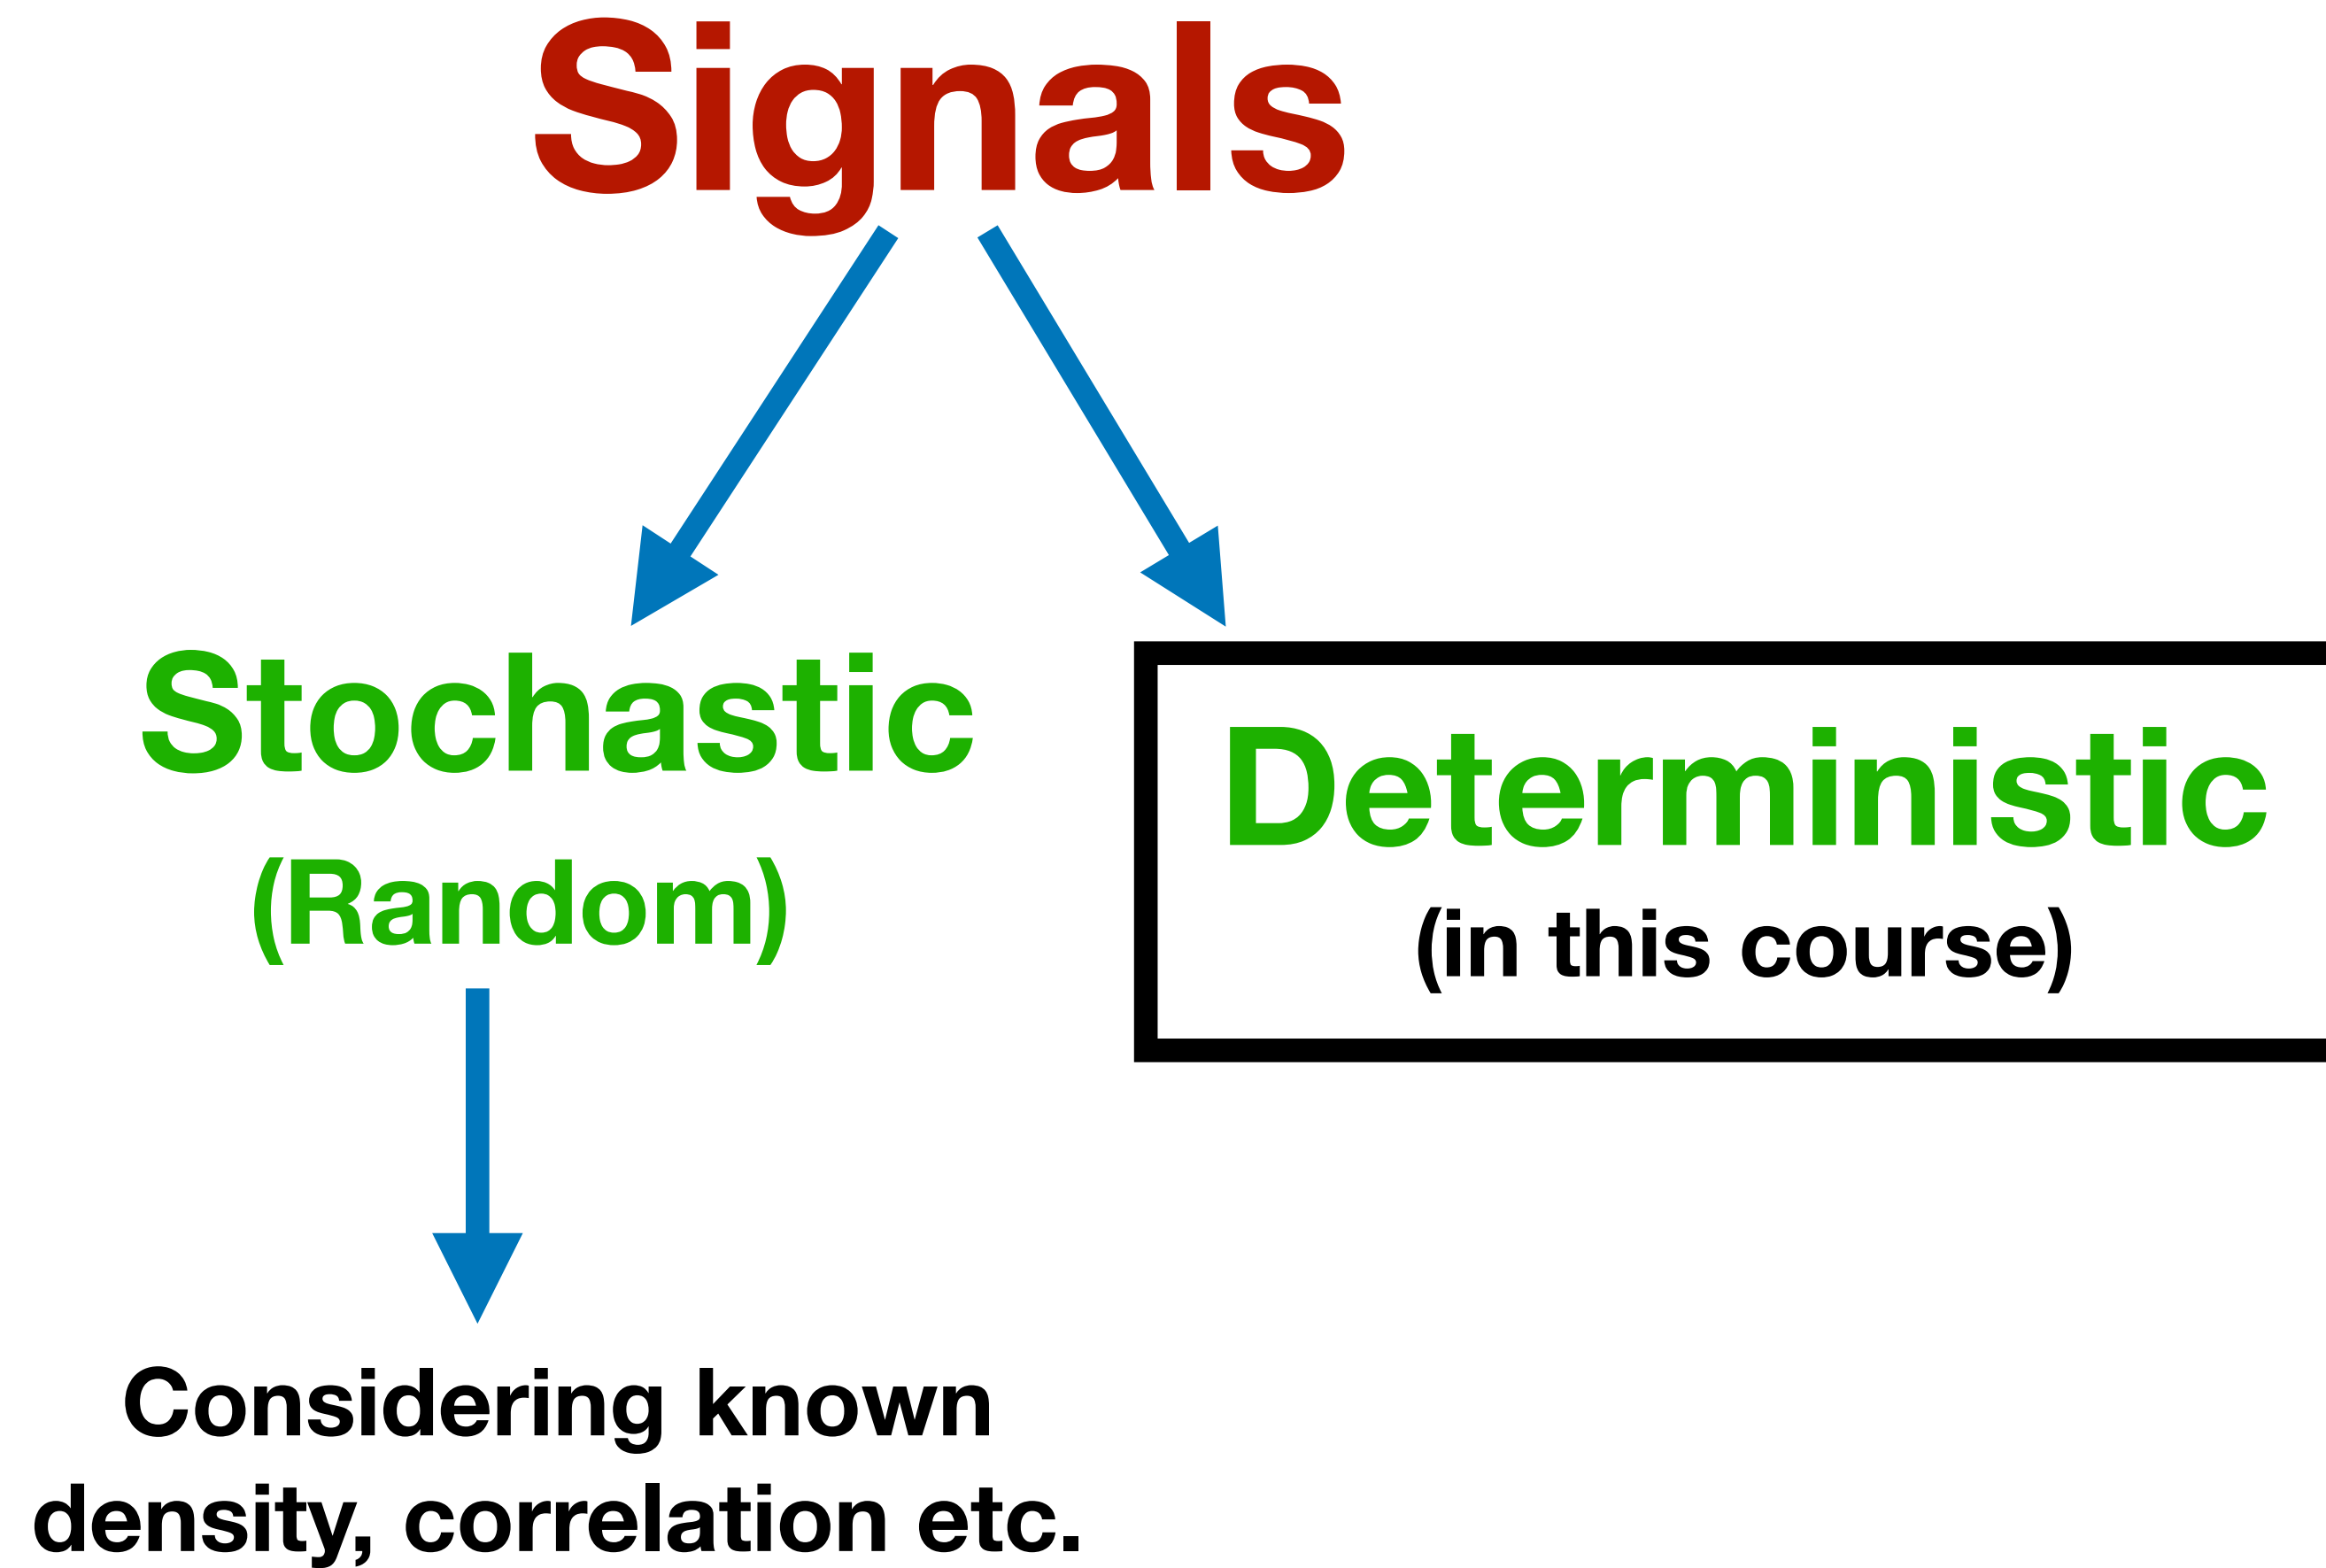 Signals
Stochastic
(Random)
Deterministic
(in this course)
Considering known
density, correlation etc.